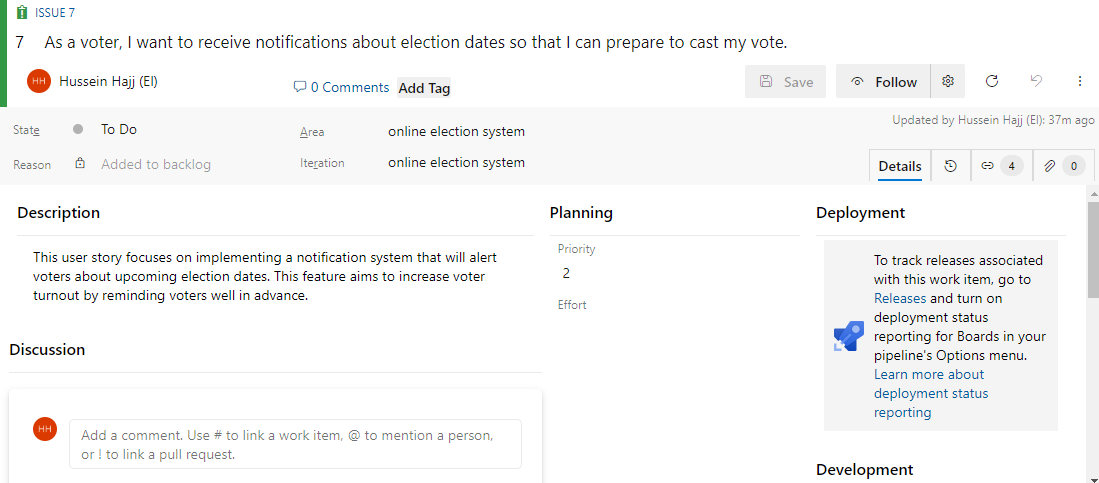 ISSUE 7
7 As a voter, I want to receive notifications about election dates so that I can prepare to cast my vote.
HH Hussein Hajj (EI)
0 Comments Add Tag
Save Follow
State To Do
Area online election system
Updated by Hussein Hajj (EI): 37m ago
Reason Added to backlog
Iteration online election system
Details 4 0
Description
This user story focuses on implementing a notification system that will alert
voters about upcoming election dates. This feature aims to increase voter
turnout by reminding voters well in advance.
Discussion
HH
Add a comment. Use # to link a work item, @ to mention a person,
or ! to link a pull request.
Planning
Priority
2
Effort
Deployment
To track releases associated
with this work item, go to
Releases and turn on
deployment status
reporting for Boards in your
pipeline's Options menu.
Learn more about
deployment status
reporting
Development